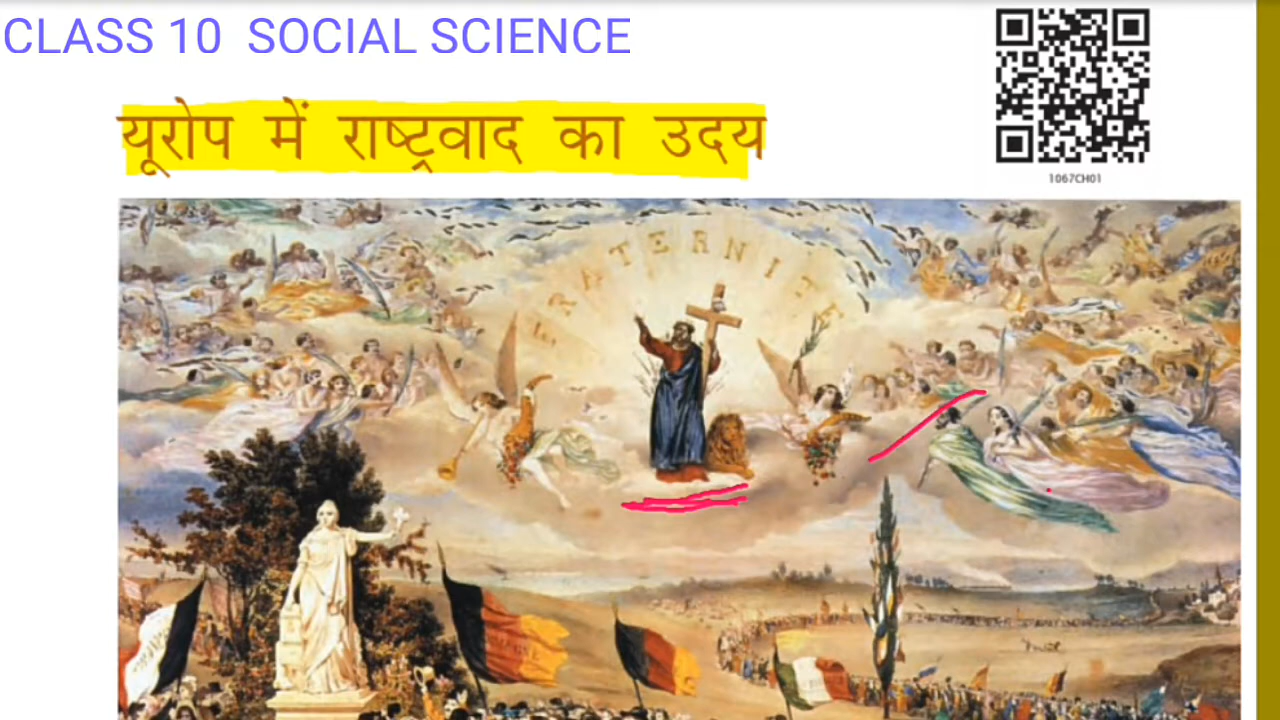 CLASS 10 SOCIAL SCIENCE
यूरोप में राष्ट्रवाद का उदय
1067CH01
FRATERNITE